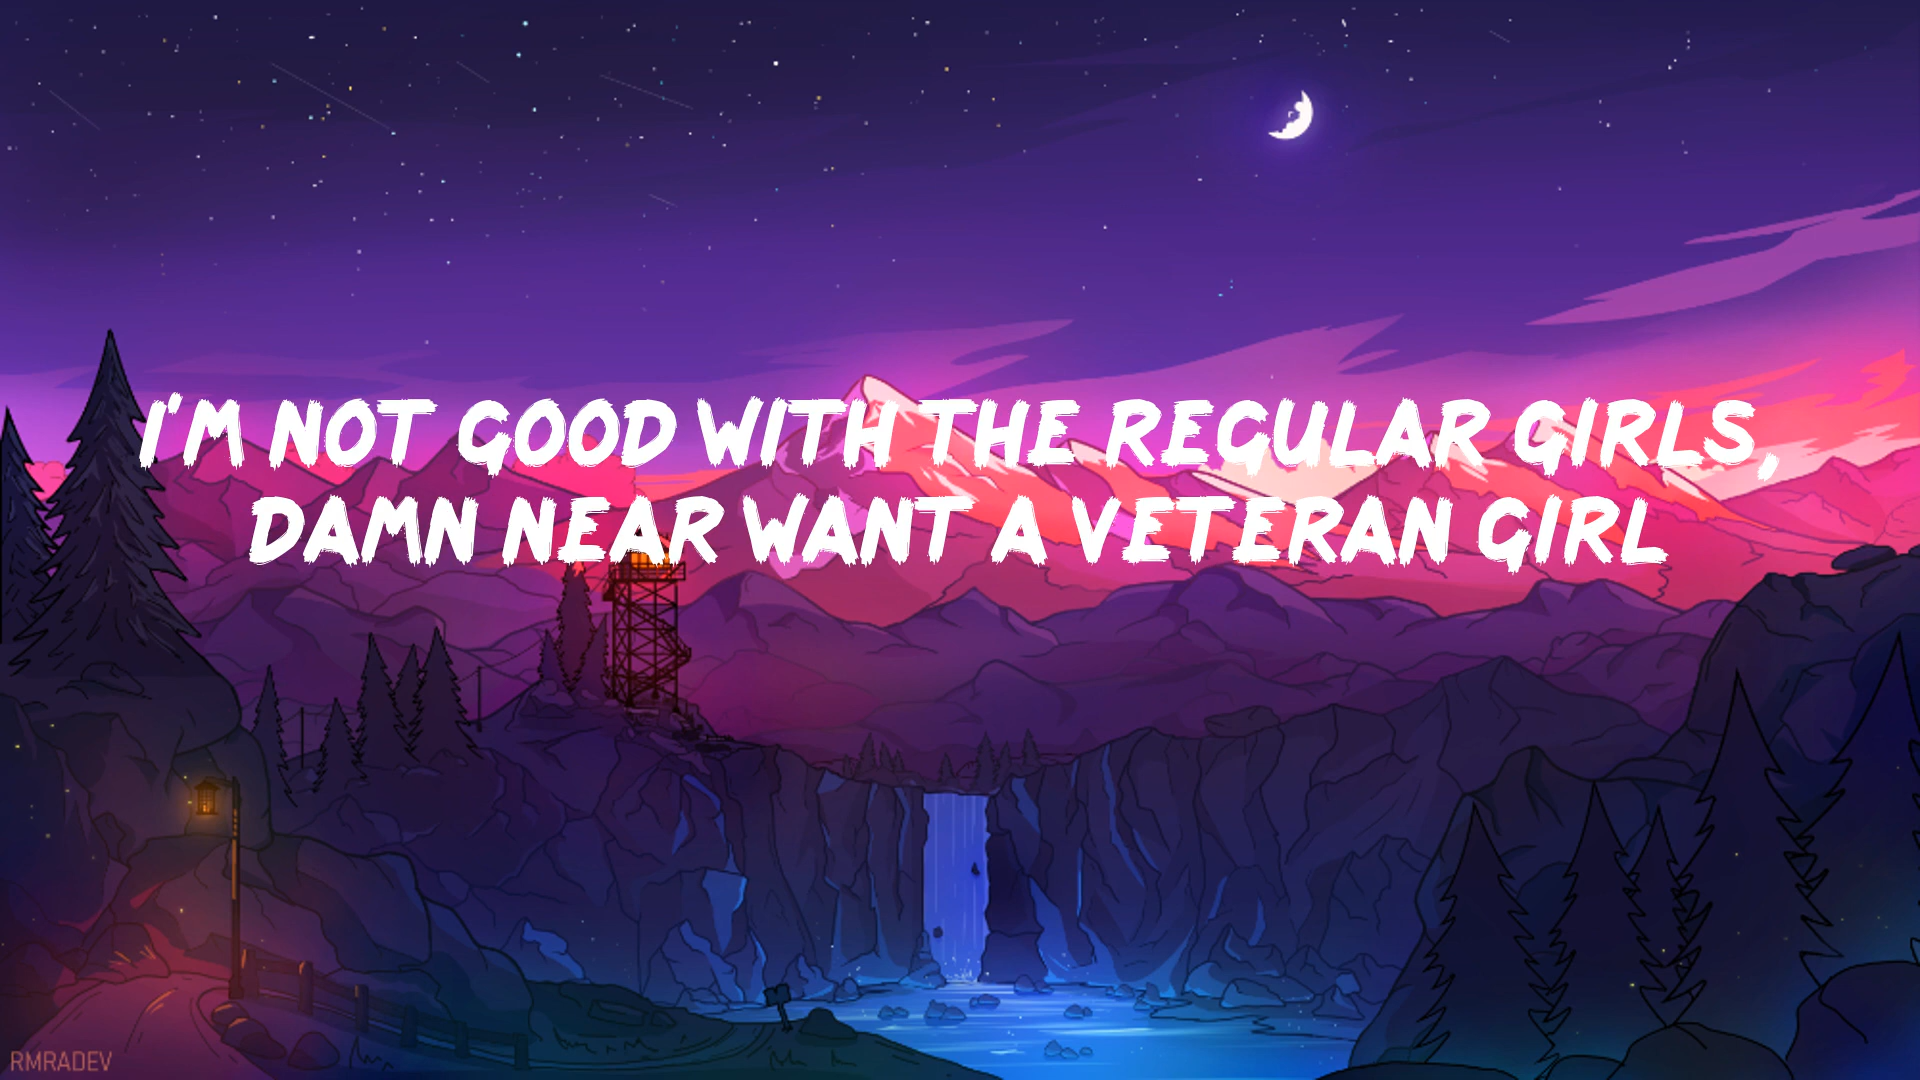 I'M NOT GOOD WITH THE REGULAR GIRLS,
DAMN NEAR WANT A VETERAN GIRL
RMRADEV